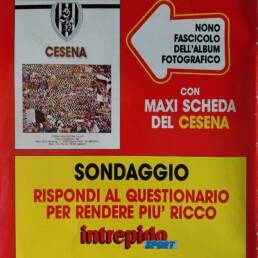 CESENA
NONO
FASCICOLO
DELL'ALBUM
FOTOGRAFICO
CON
MAXI SCHEDA
DEL CESENA
SONDAGGIO
RISPONDI AL QUESTIONARIO
PER RENDERE PIU' RICCO
intrepido
SPORT